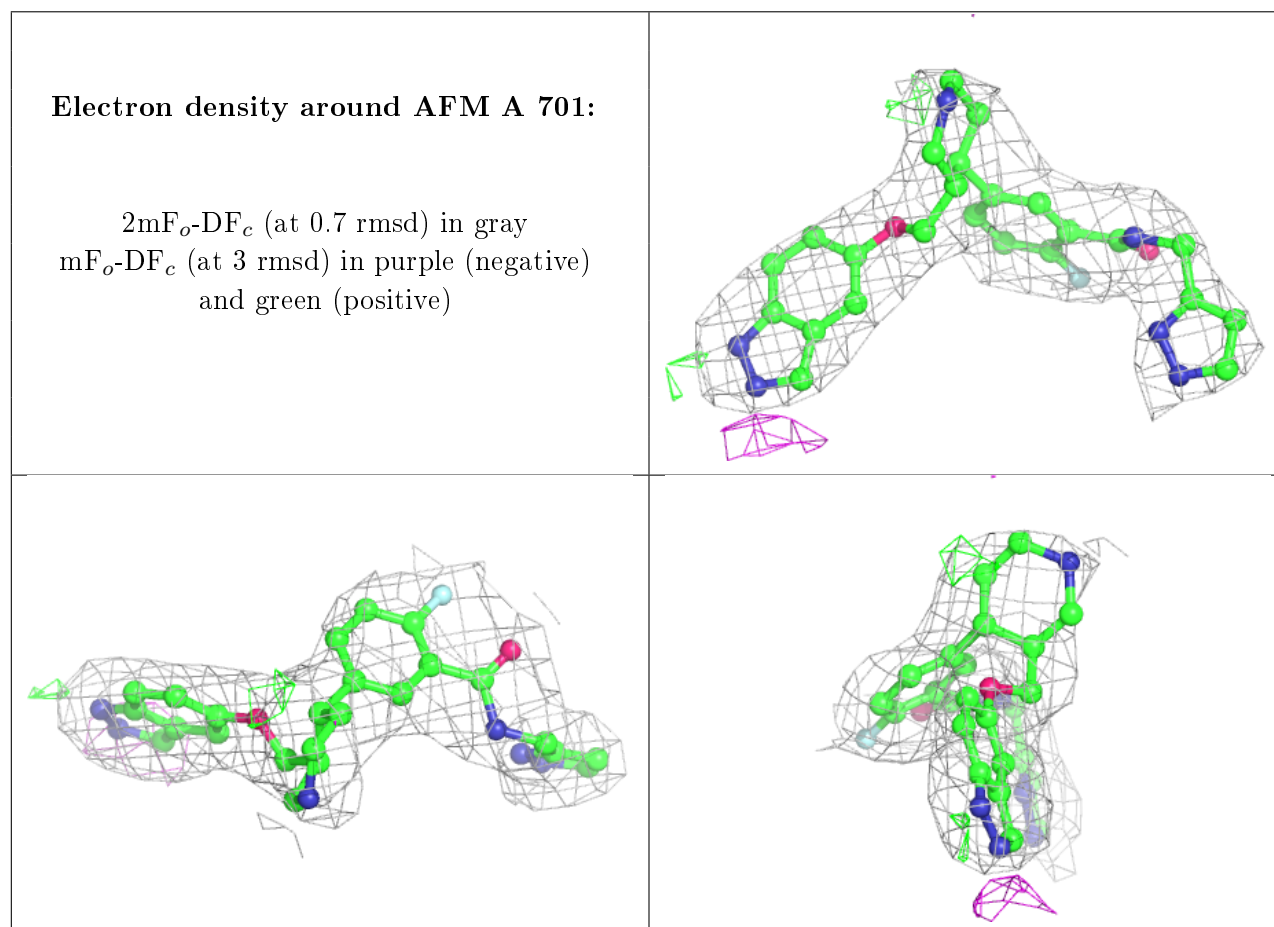 Electron density around AFM A 701:
2mFo-DFc (at 0.7 rmsd) in gray
mFo-DFc (at 3 rmsd) in purple (negative)
and green (positive)